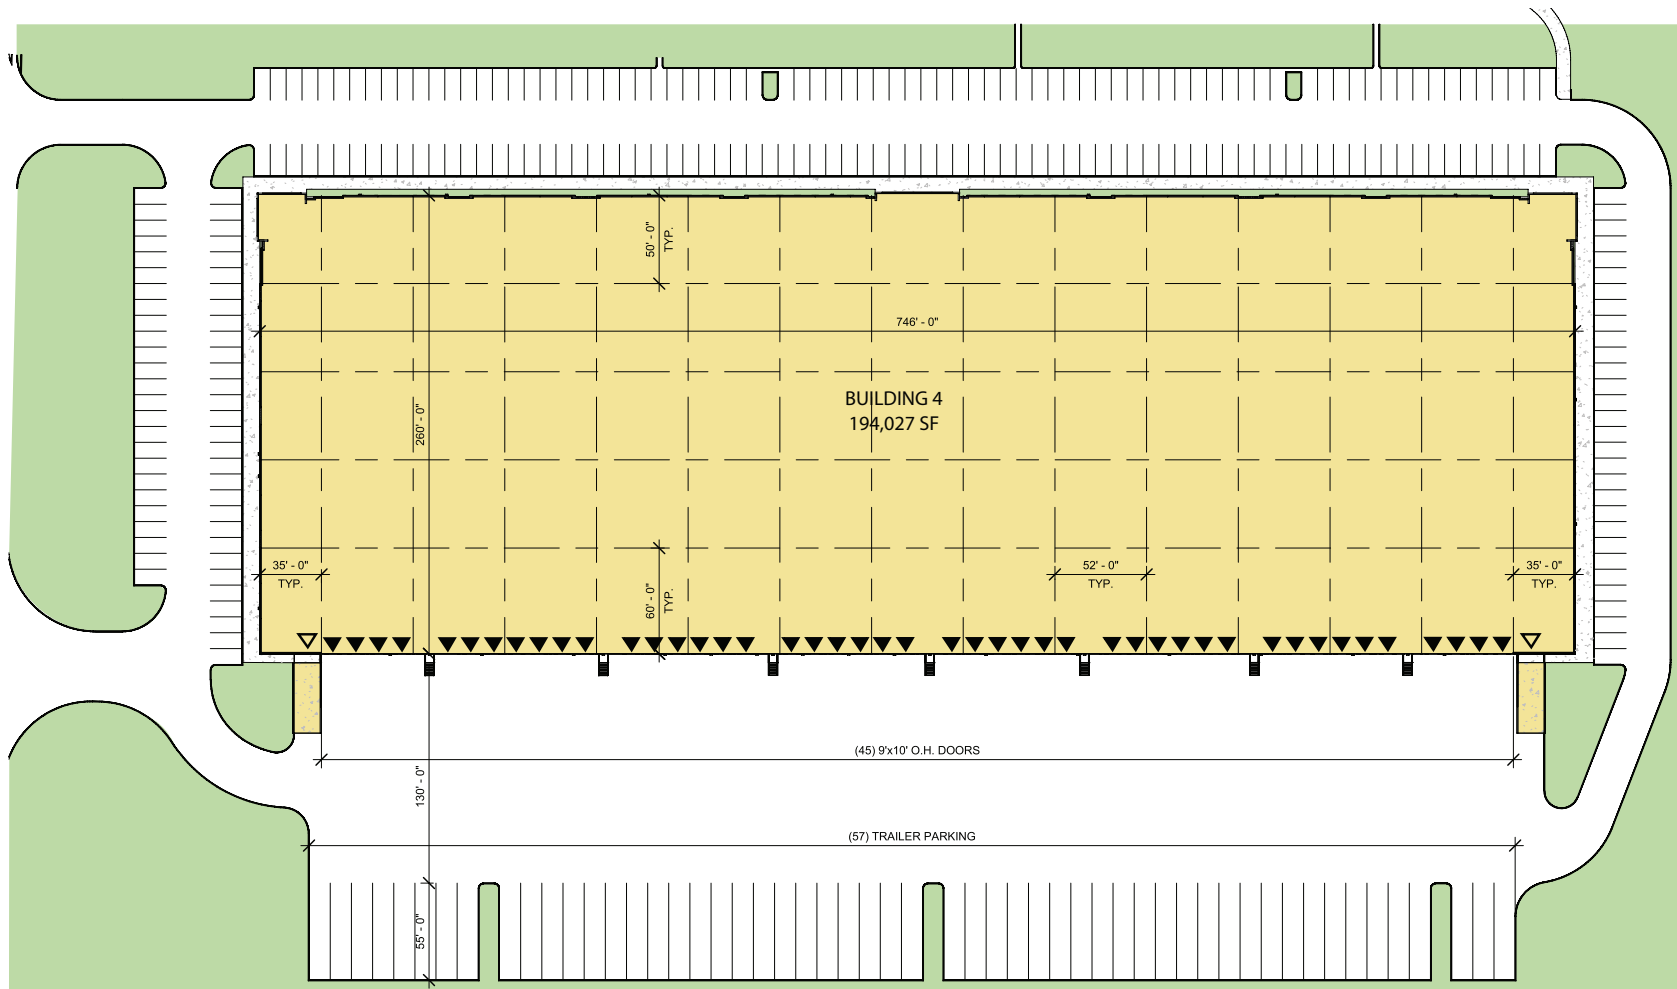 50' - 0"
TYP.
746' - 0"
BUILDING 4
194,027 SF
260' - 0"
35' - 0"
TYP.
60' - 0"
TYP.
52' - 0"
TYP.
35' - 0"
TYP.
(45) 9'x10' O.H. DOORS
130' - 0"
(57) TRAILER PARKING
55' - 0"